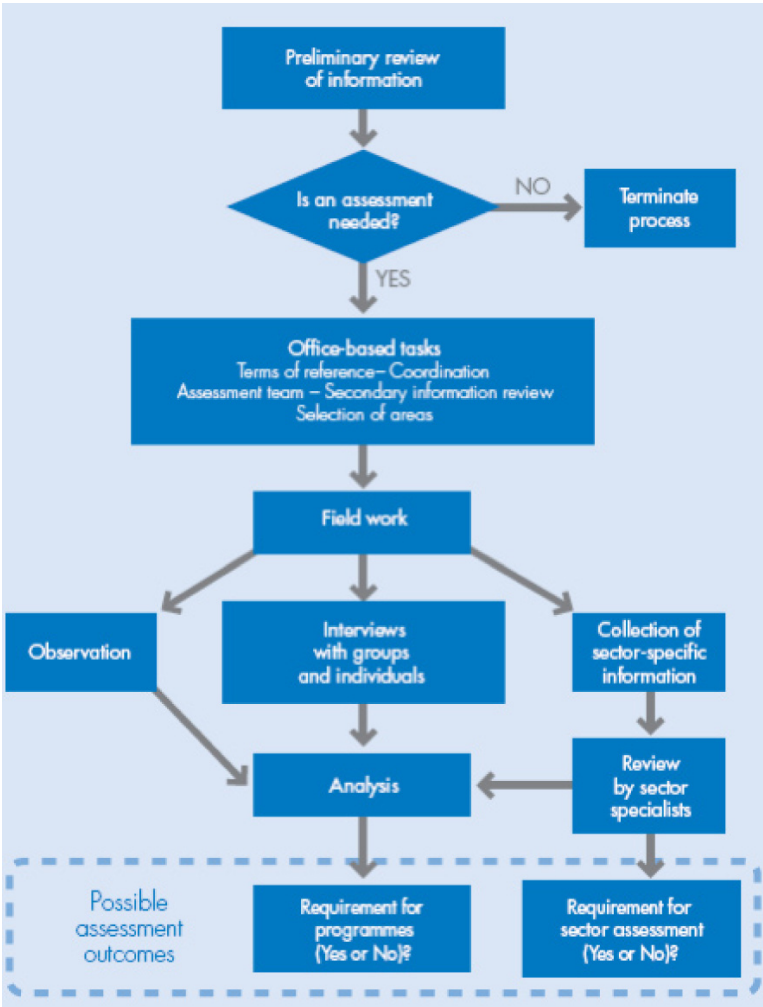 Preliminary review
of information
Is an assessment
needed?
NO
Terminate
process
YES
Office-based tasks
Terms of reference– Coordination
Assessment team – Secondary information review
Selection of areas
Field work
Observation
Interviews
with groups
and individuals
Collection of
sector-specific
information
Analysis
Review
by sector
specialists
Possible
assessment
outcomes
Requirement for
programmes
(Yes or No)?
Requirement for
sector assessment
(Yes or No)?